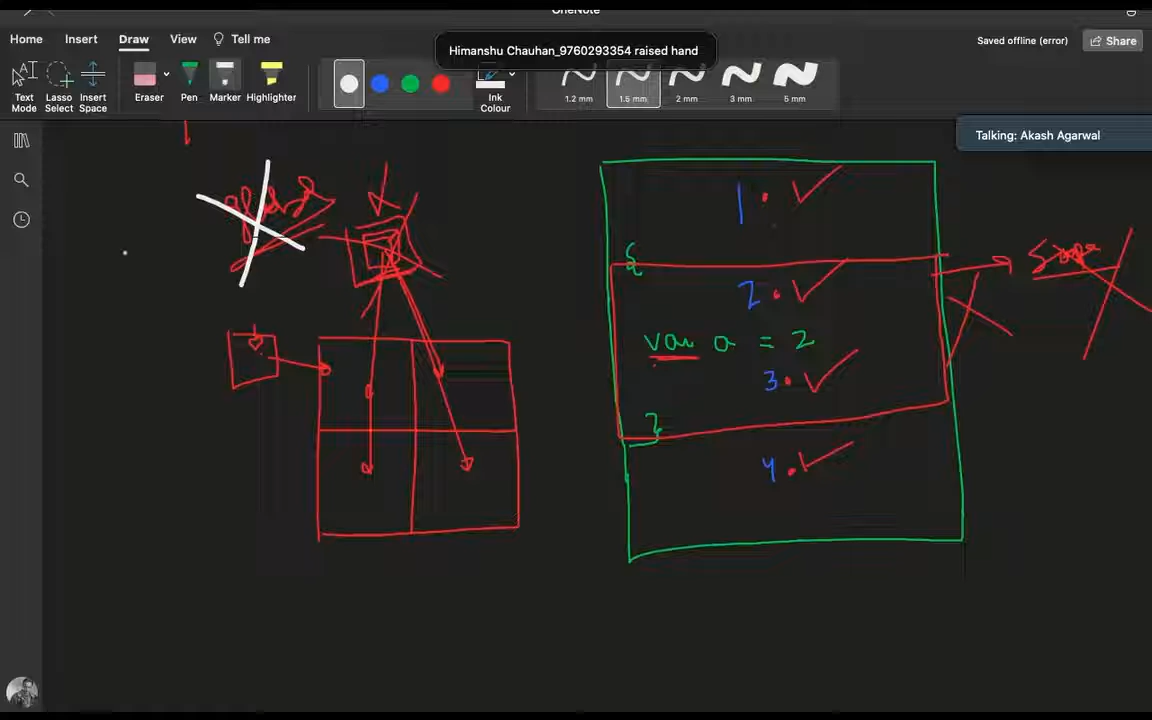 OneNote
Home Insert Draw View Tell me
Himanshu Chauhan_9760293354 raised hand
Saved offline (error) Share
Text Mode
Lasso Select
Insert Space
Eraser
Pen
Marker
Highlighter
Ink Colour
1.2 mm
1.5 mm
2 mm
3 mm
5 mm
Talking: Akash Agarwal
1.
{
2.
var a = 2
3.
}
4.